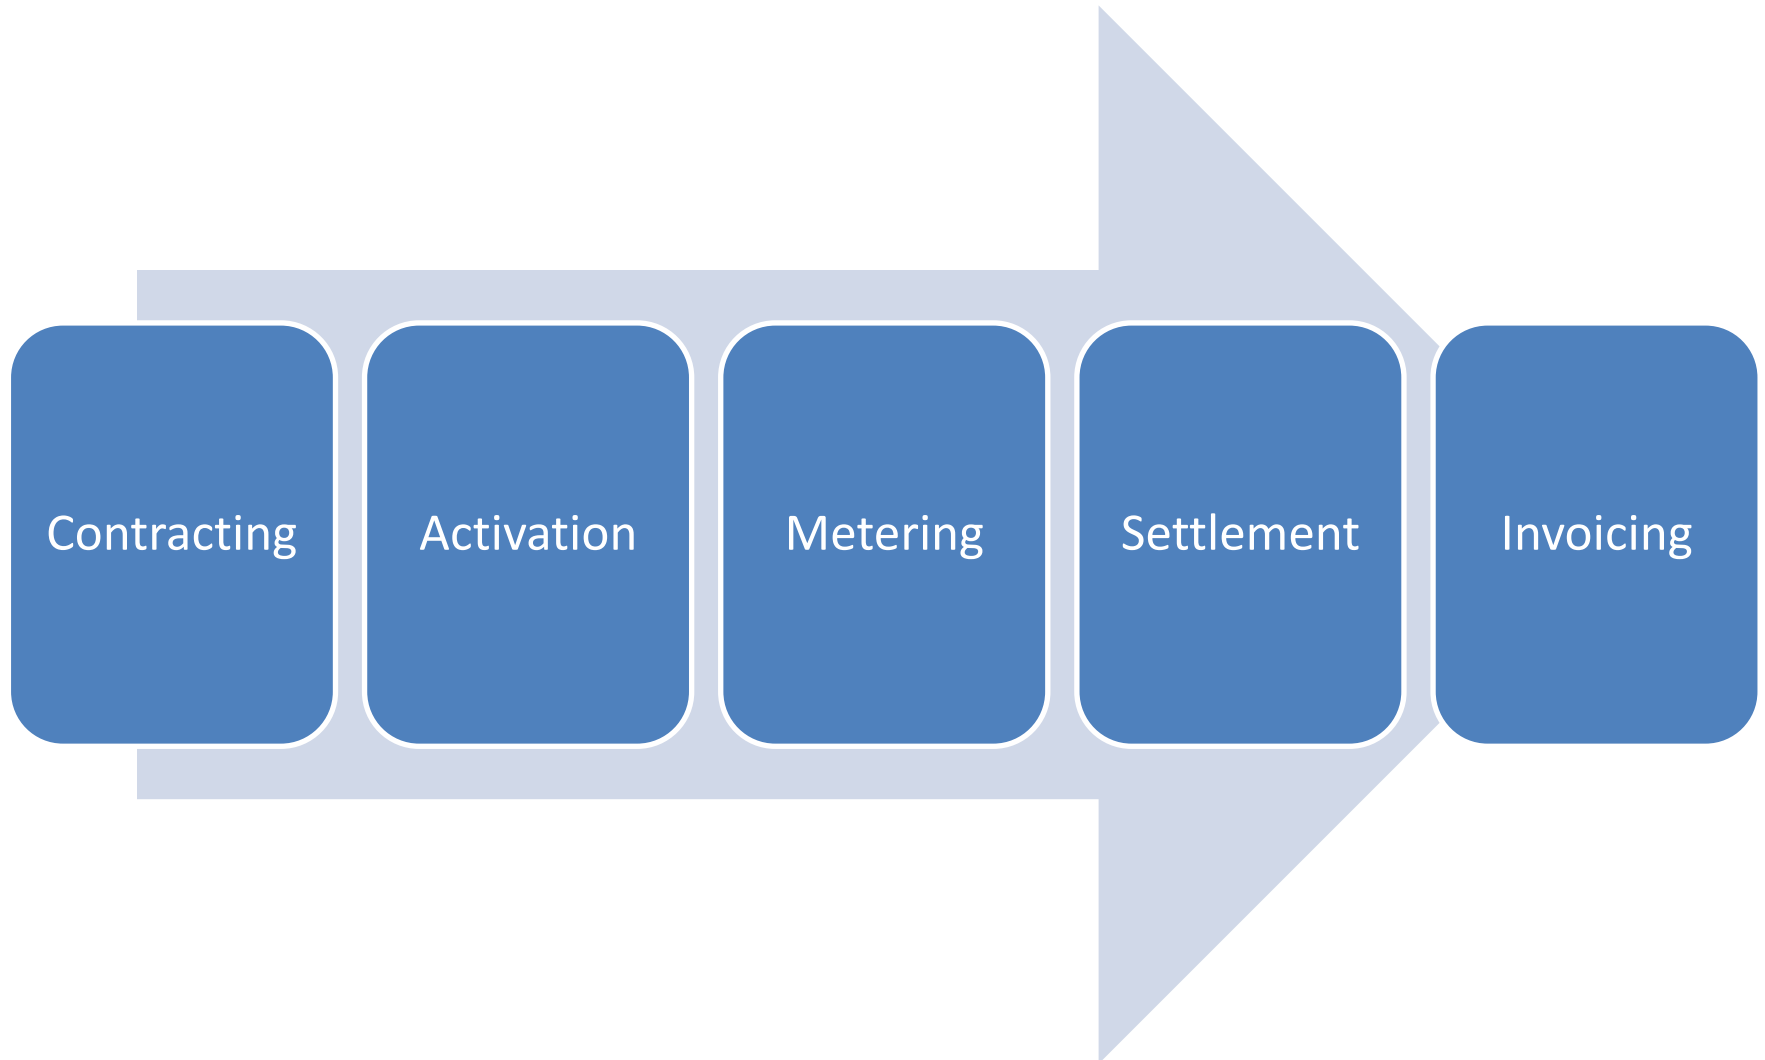 Contracting
Activation
Metering
Settlement
Invoicing